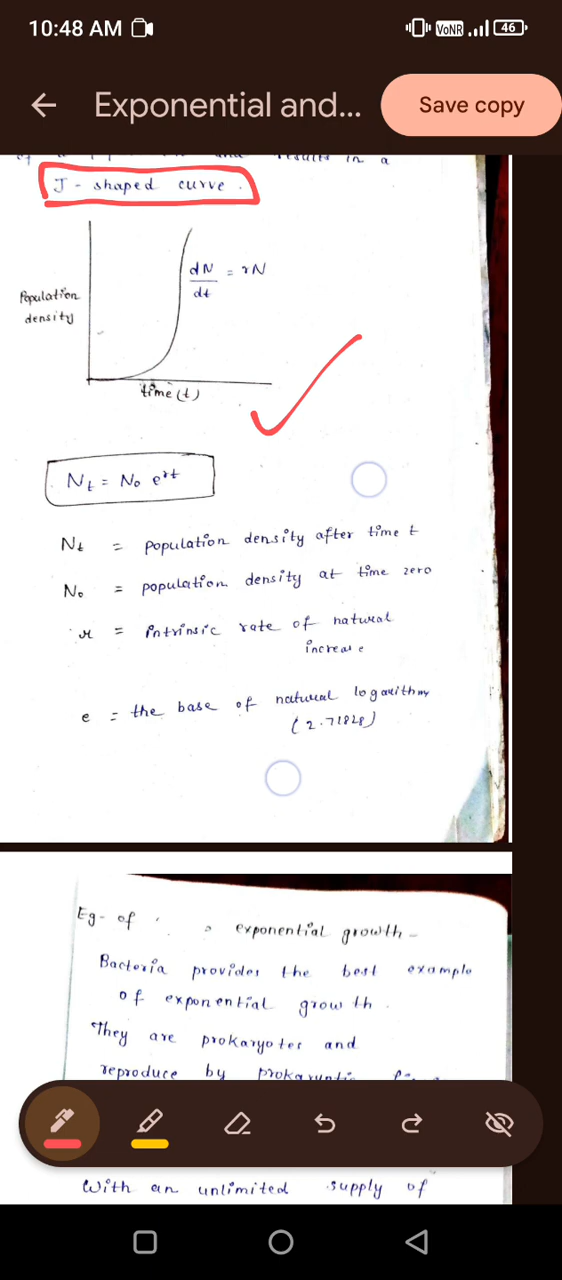 10:48 AM
VoNR 46
Exponential and...
Save copy
results in a
J - shaped curve.
dN/dt = rN
Population
density
time (t)
Nt = No e^rt
Nt = population density after time t
No = population density at time zero
r = intrinsic rate of natural
increase
e = the base of natural logarithm
(2.71828)
Eg- of exponential growth -
Bacteria provides the best example
of exponential growth.
They are prokaryotes and
reproduce by
With an unlimited supply of